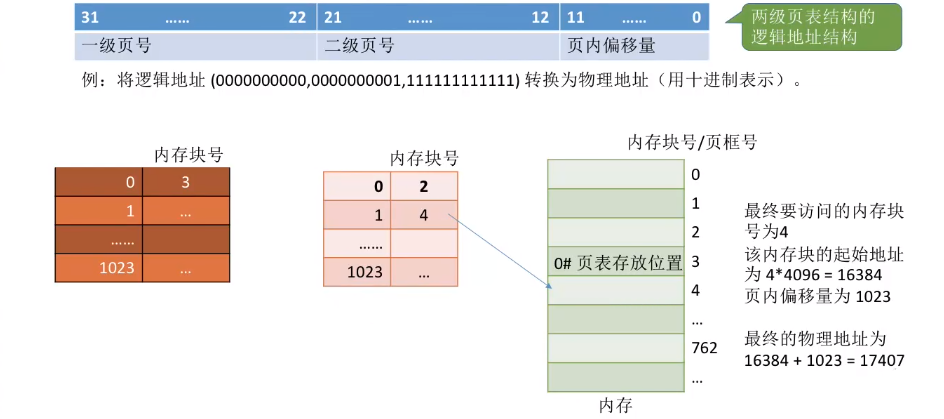 31 …… 22 21 …… 12 11 …… 0
一级页号 二级页号 页内偏移量
两级页表结构的
逻辑地址结构
例：将逻辑地址 (0000000000,0000000001,111111111111) 转换为物理地址（用十进制表示）。
内存块号
0 3
1 …
……
1023 …
内存块号
0 2
1 4
……
1023 …
内存块号/页框号
0
1
2
0# 页表存放位置 3
4
…
762
…
内存
最终要访问的内存块
号为4
该内存块的起始地址
为 4*4096 = 16384
页内偏移量为 1023
最终的物理地址为
16384 + 1023 = 17407